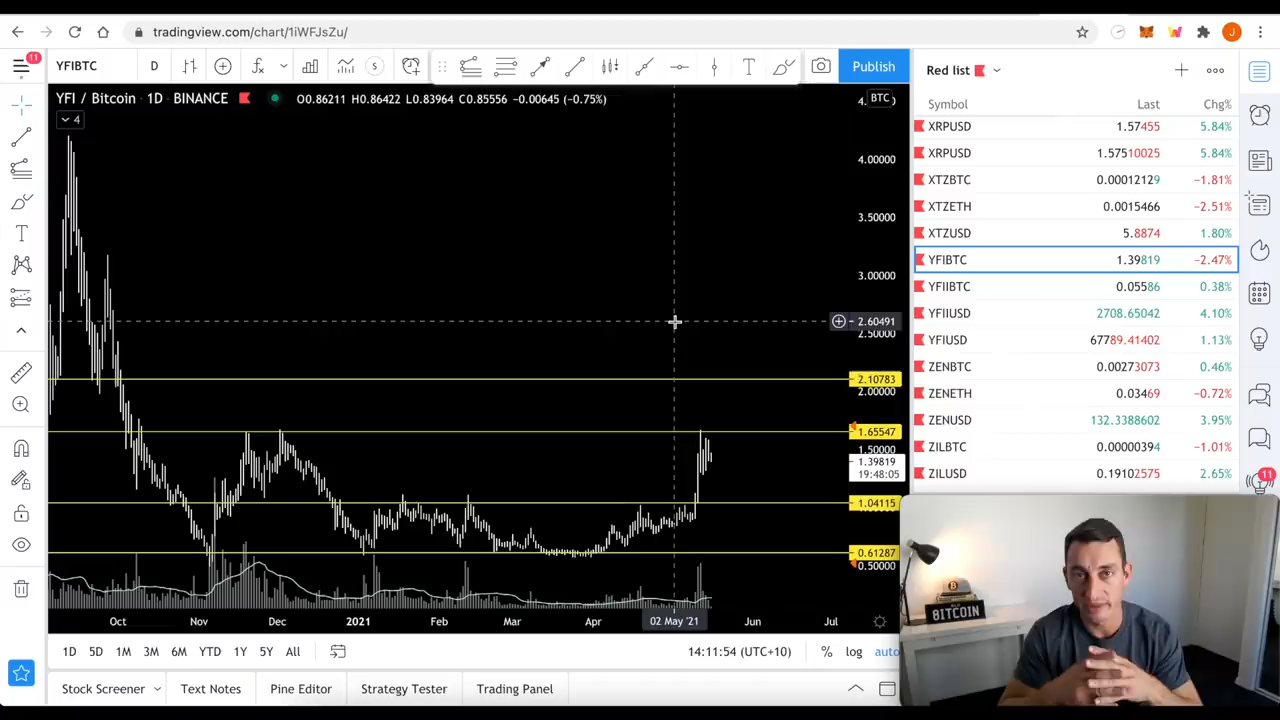 tradingview.com/chart/1iWFJsZu/
J
11
YFIBTC
D
Publish
YFI / Bitcoin · 1D · BINANCE
O0.86211 H0.86422 L0.83964 C0.85556 −0.00645 (−0.75%)
BTC
4
4.00000
3.50000
3.00000
2.60491
2.50000
2.10783
2.00000
1.65547
1.50000
1.39819
19:48:05
1.04115
0.61287
0.50000
Oct Nov Dec 2021 Feb Mar Apr 02 May '21 Jun Jul
1D 5D 1M 3M 6M YTD 1Y 5Y All
14:11:54 (UTC+10) % log auto
Stock Screener Text Notes Pine Editor Strategy Tester Trading Panel
Red list
Symbol Last Chg%
XRPUSD 1.57455 5.84%
XRPUSD 1.57510025 5.84%
XTZBTC 0.00012129 −1.81%
XTZETH 0.0015466 −2.51%
XTZUSD 5.8874 1.80%
YFIBTC 1.39819 −2.47%
YFIIBTC 0.05586 0.38%
YFIIUSD 2708.65042 4.10%
YFIUSD 67789.41402 1.13%
ZENBTC 0.00273073 0.46%
ZENETH 0.03469 −0.72%
ZENUSD 132.3388602 3.95%
ZILBTC 0.00000394 −1.01%
ZILUSD 0.19102575 2.65%
11
BITCOIN